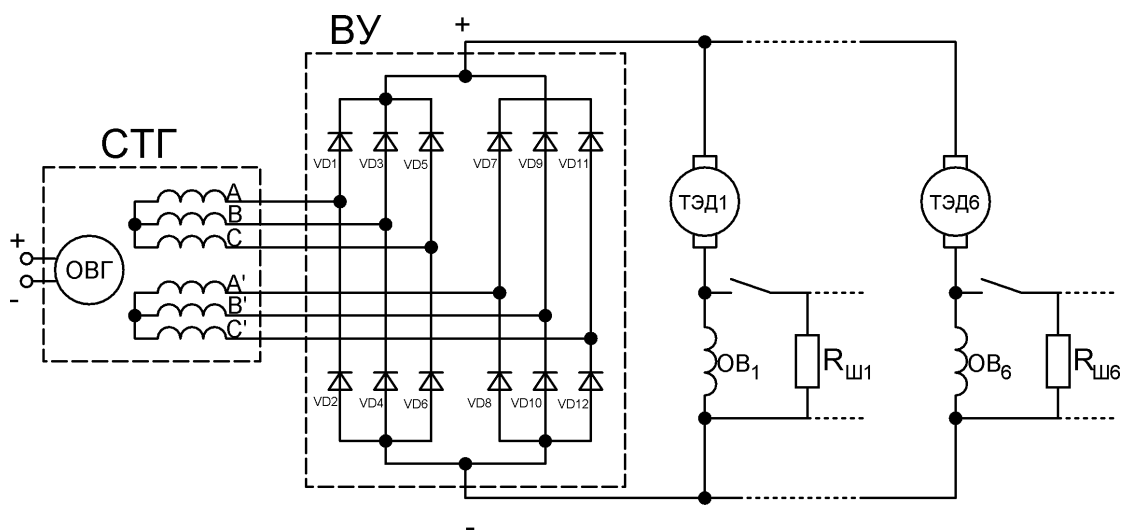 ВУ
+
СТГ
VD1
VD3
VD5
VD7
VD9
VD11
A
B
C
+
-
ОВГ
A'
B'
C'
ТЭД1
ТЭД6
ОВ1
RШ1
ОВ6
RШ6
VD2
VD4
VD6
VD8
VD10
VD12
-